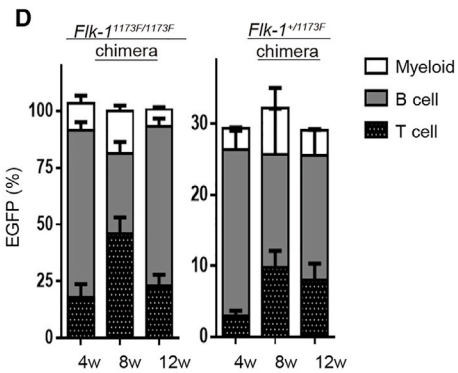 D
Flk-1^1173F/1173F Flk-1^+/1173F
chimera chimera
EGFP (%)
100
75
50
25
0
30
20
10
0
4w 8w 12w 4w 8w 12w
Myeloid
B cell
T cell